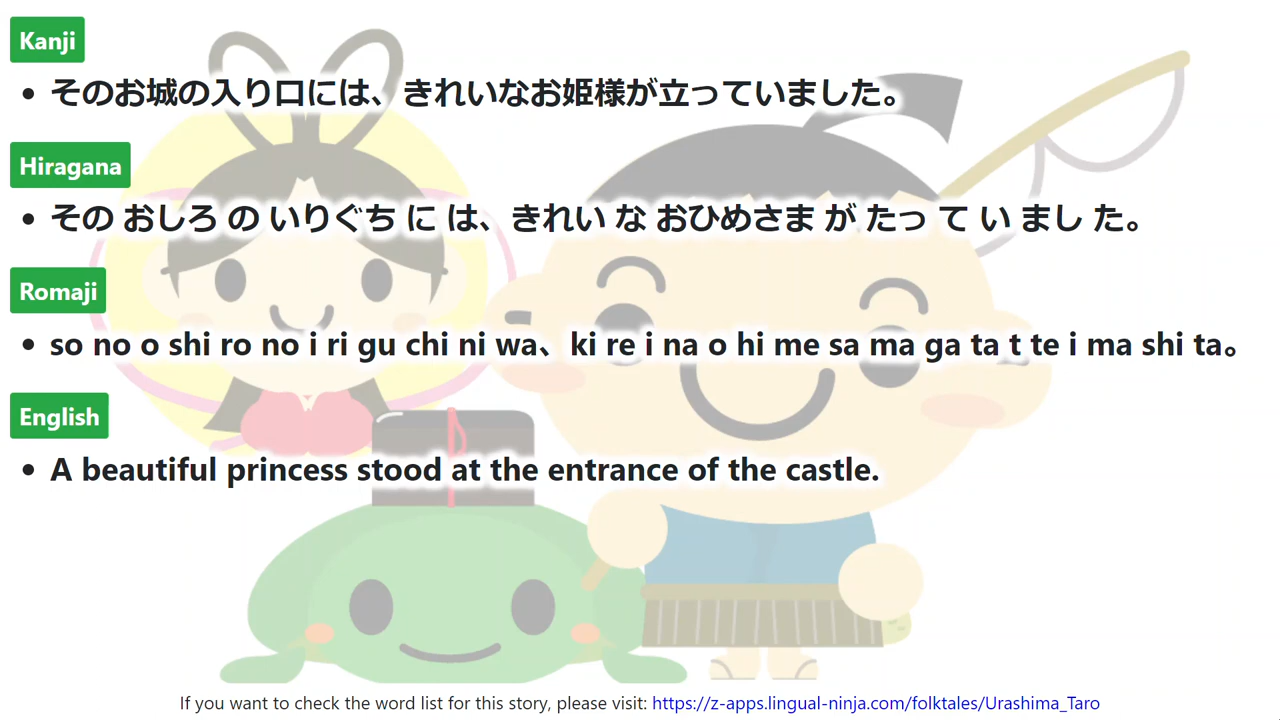 Kanji
• そのお城の入り口には、きれいなお姫様が立っていました。
Hiragana
• その おしろ の いりぐち に は、きれい な おひめさま が たっ て い まし た。
Romaji
• so no o shi ro no i ri gu chi ni wa、ki re i na o hi me sa ma ga ta t te i ma shi ta。
English
• A beautiful princess stood at the entrance of the castle.
If you want to check the word list for this story, please visit: https://z-apps.lingual-ninja.com/folktales/Urashima_Taro